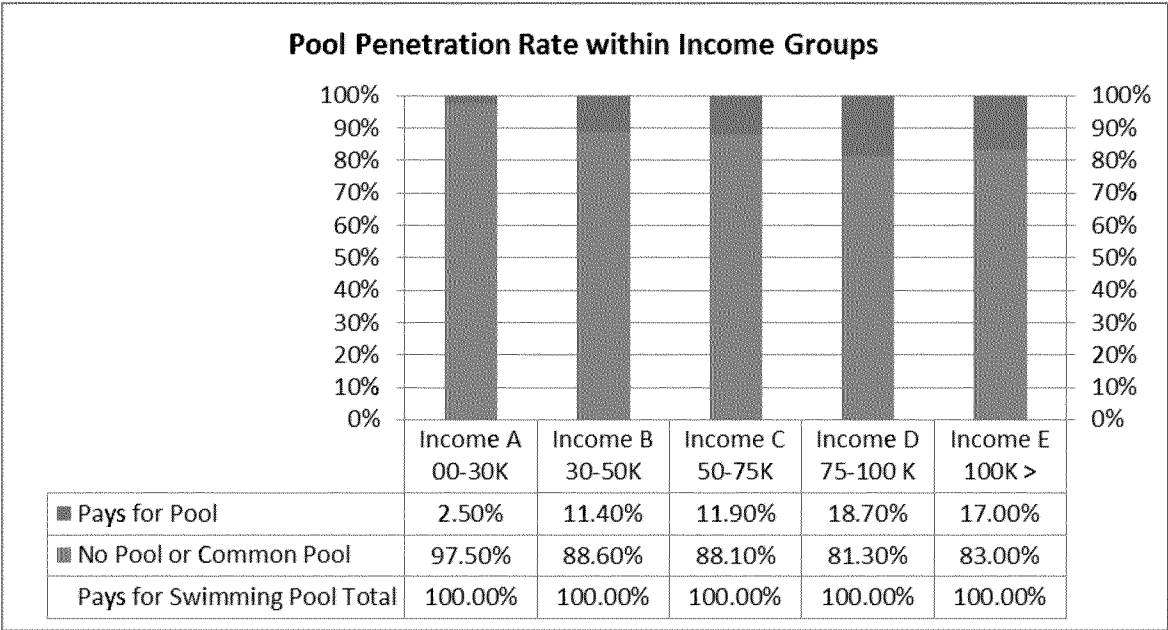 Pool Penetration Rate within Income Groups
100% 100%
90% 90%
80% 80%
70% 70%
60% 60%
50% 50%
40% 40%
30% 30%
20% 20%
10% 10%
0% 0%
Income A Income B Income C Income D Income E
00-30K 30-50K 50-75K 75-100 K 100K >
Pays for Pool 2.50% 11.40% 11.90% 18.70% 17.00%
No Pool or Common Pool 97.50% 88.60% 88.10% 81.30% 83.00%
Pays for Swimming Pool Total 100.00% 100.00% 100.00% 100.00% 100.00%